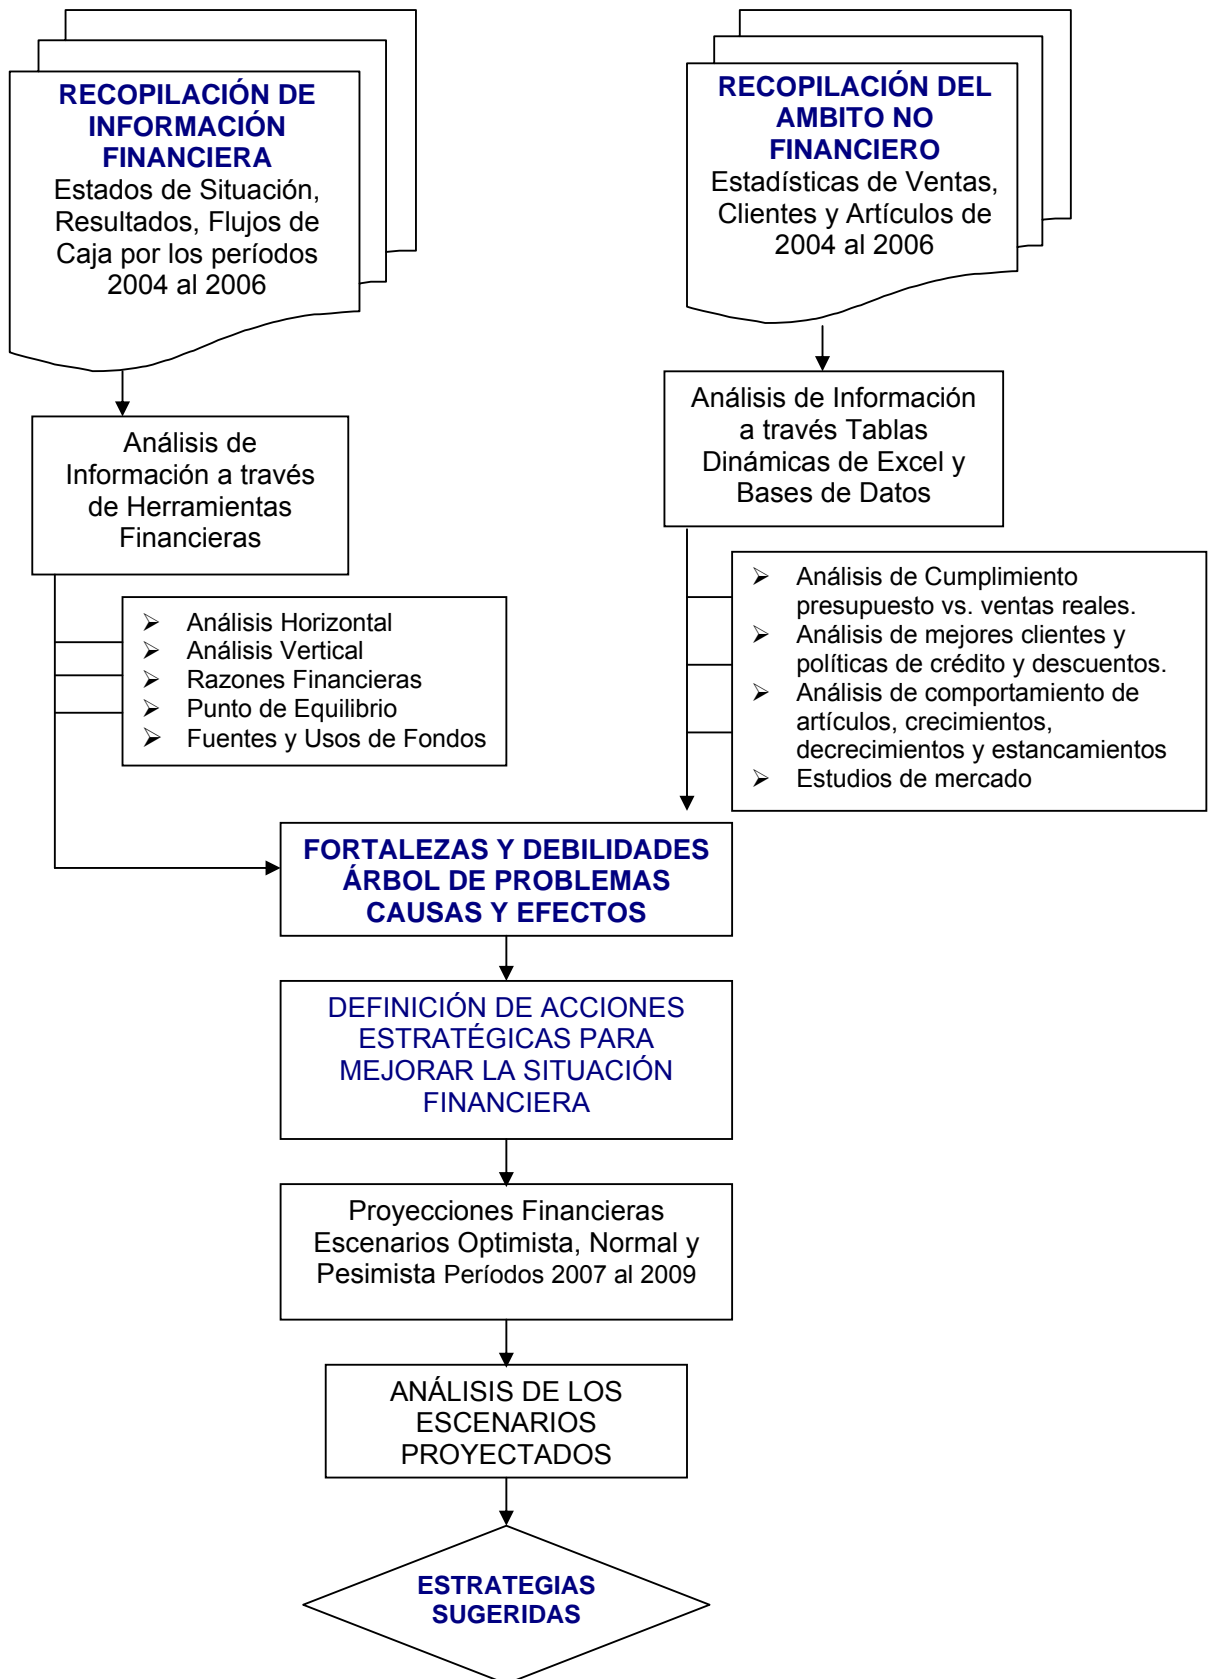 RECOPILACIÓN DE
INFORMACIÓN
FINANCIERA
Estados de Situación,
Resultados, Flujos de
Caja por los períodos
2004 al 2006
RECOPILACIÓN DEL
AMBITO NO
FINANCIERO
Estadísticas de Ventas,
Clientes y Artículos de
2004 al 2006
Análisis de
Información a través
de Herramientas
Financieras
Análisis de Información
a través Tablas
Dinámicas de Excel y
Bases de Datos
➢ Análisis Horizontal
➢ Análisis Vertical
➢ Razones Financieras
➢ Punto de Equilibrio
➢ Fuentes y Usos de Fondos
➢ Análisis de Cumplimiento
presupuesto vs. ventas reales.
➢ Análisis de mejores clientes y
políticas de crédito y descuentos.
➢ Análisis de comportamiento de
artículos, crecimientos,
decrecimientos y estancamientos
➢ Estudios de mercado
FORTALEZAS Y DEBILIDADES
ÁRBOL DE PROBLEMAS
CAUSAS Y EFECTOS
DEFINICIÓN DE ACCIONES
ESTRATÉGICAS PARA
MEJORAR LA SITUACIÓN
FINANCIERA
Proyecciones Financieras
Escenarios Optimista, Normal y
Pesimista Períodos 2007 al 2009
ANÁLISIS DE LOS
ESCENARIOS
PROYECTADOS
ESTRATEGIAS
SUGERIDAS